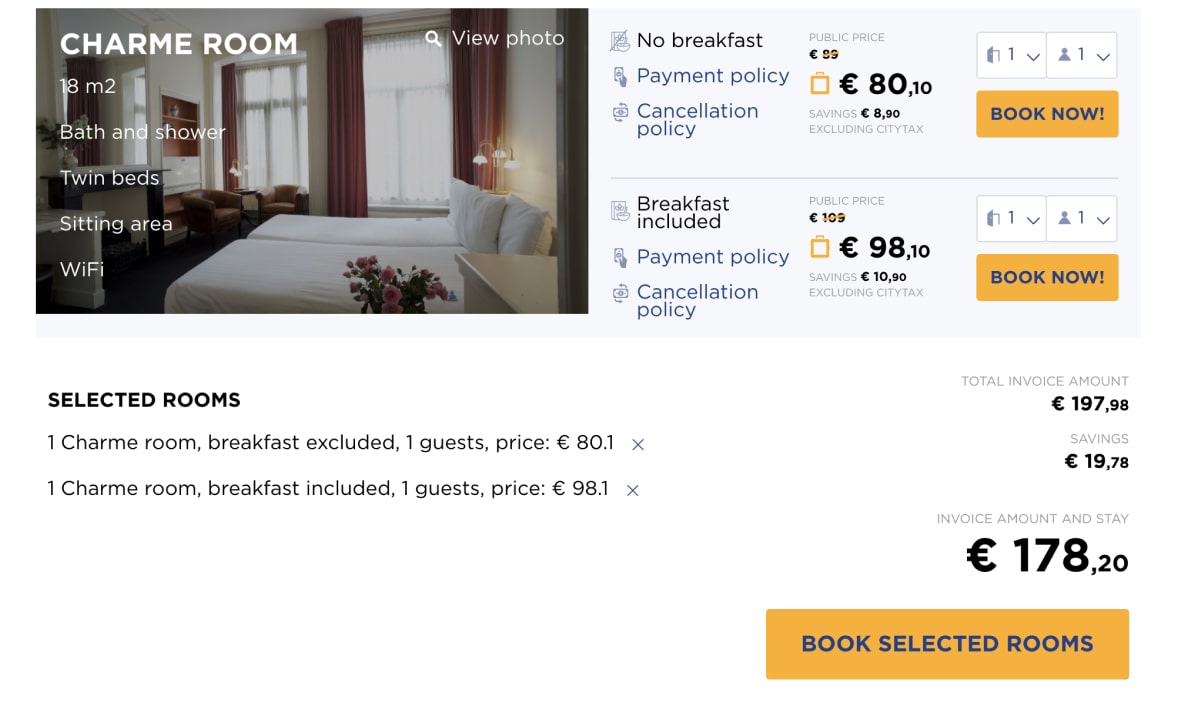 CHARME ROOM
View photo
18 m2
Bath and shower
Twin beds
Sitting area
WiFi
No breakfast
Payment policy
Cancellation
policy
PUBLIC PRICE
€ 89
€ 80,10
SAVINGS € 8,90
EXCLUDING CITYTAX
1 1
BOOK NOW!
Breakfast
included
Payment policy
Cancellation
policy
PUBLIC PRICE
€ 109
€ 98,10
SAVINGS € 10,90
EXCLUDING CITYTAX
1 1
BOOK NOW!
SELECTED ROOMS
1 Charme room, breakfast excluded, 1 guests, price: € 80.1
1 Charme room, breakfast included, 1 guests, price: € 98.1
TOTAL INVOICE AMOUNT
€ 197,98
SAVINGS
€ 19,78
INVOICE AMOUNT AND STAY
€ 178,20
BOOK SELECTED ROOMS